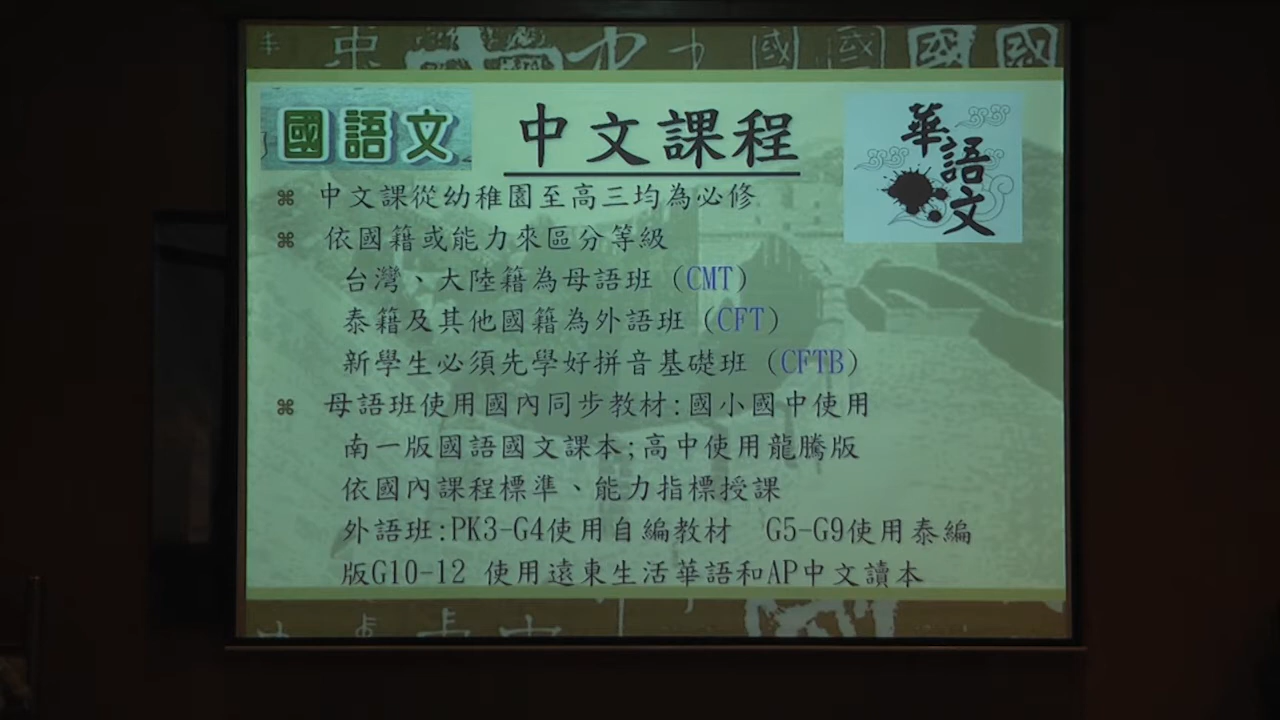 國語文
中文課程
華語文
中文課從幼稚園至高三均為必修
依國籍或能力來區分等級
台灣、大陸籍為母語班 (CMT)
泰籍及其他國籍為外語班 (CFT)
新學生必須先學好拼音基礎班 (CFTB)
母語班使用國內同步教材:國小國中使用
南一版國語國文課本;高中使用龍騰版
依國內課程標準、能力指標授課
外語班:PK3-G4使用自編教材 G5-G9使用泰編
版G10-12 使用遠東生活華語和AP中文讀本